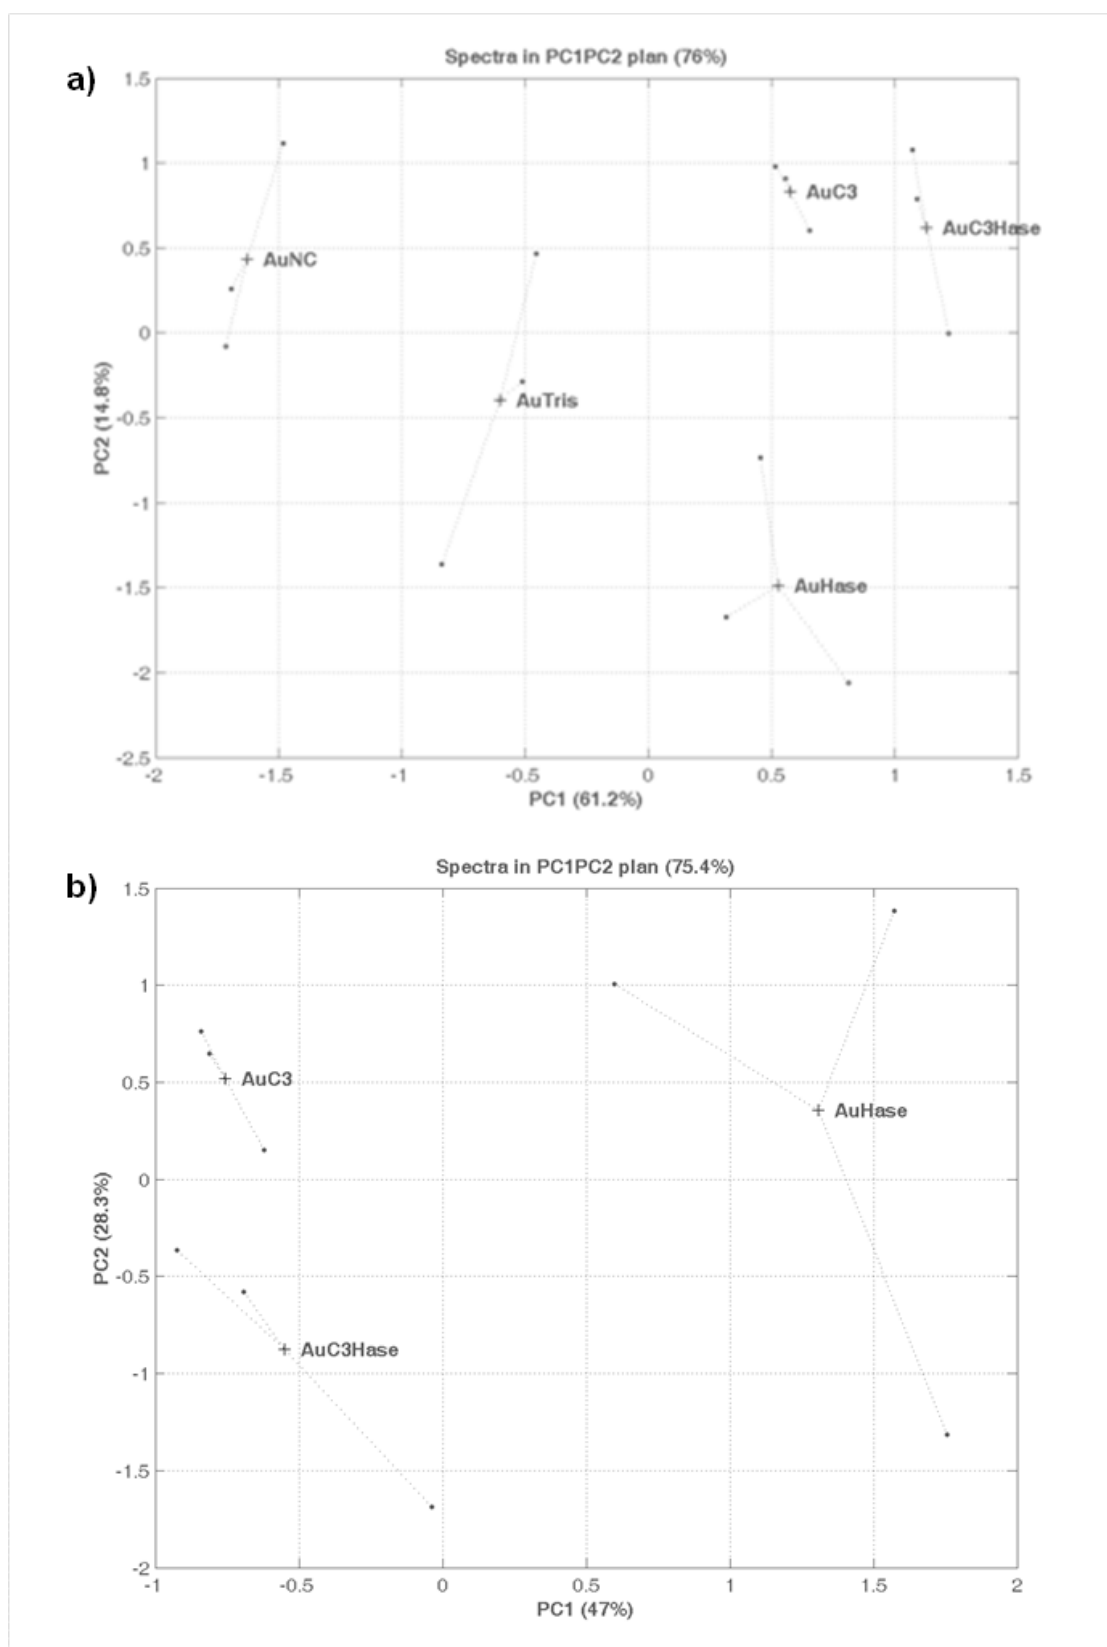 a)
Spectra in PC1PC2 plan (76%)
1.5
1
0.5
0
-0.5
-1
-1.5
-2
-2.5
PC2 (14.8%)
AuNC
AuTris
AuC3
AuC3Hase
AuHase
-2 -1.5 -1 -0.5 0 0.5 1 1.5
PC1 (61.2%)
b)
Spectra in PC1PC2 plan (75.4%)
1.5
1
0.5
0
-0.5
-1
-1.5
-2
PC2 (28.3%)
AuC3
AuHase
AuC3Hase
-1 -0.5 0 0.5 1 1.5 2
PC1 (47%)